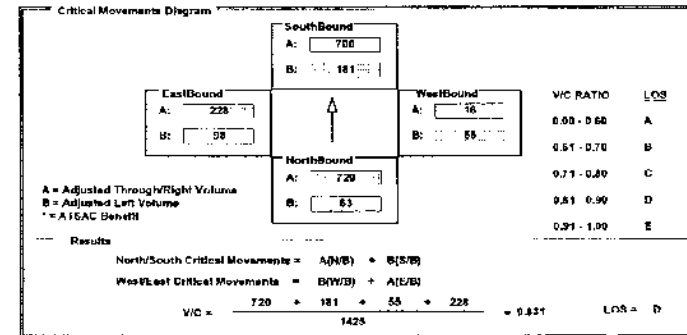 Critical Movements Diagram
SouthBound
A: 700
B: 181
EastBound
A: 228
B: 98
WestBound
A: 16
B: 55
NorthBound
A: 720
B: 63
V/C RATIO LOS
0.00 - 0.60 A
0.61 - 0.70 B
0.71 - 0.80 C
0.81 - 0.90 D
0.91 - 1.00 E
A = Adjusted Through/Right Volume
B = Adjusted Left Volume
* = ATSAC Benefit
Results
North/South Critical Movements = A(N/B) + B(S/B)
West/East Critical Movements = B(W/B) + A(E/B)
V/C = 720 + 181 + 55 + 228 = 0.831 LOS = D
1425